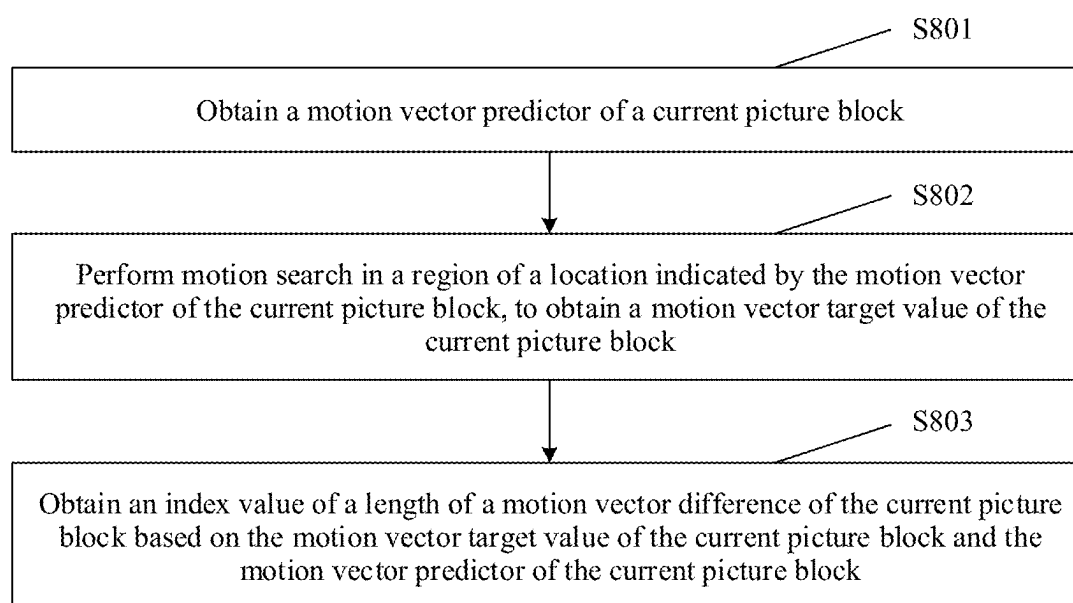 S801
Obtain a motion vector predictor of a current picture block
S802
Perform motion search in a region of a location indicated by the motion vector
predictor of the current picture block, to obtain a motion vector target value of the
current picture block
S803
Obtain an index value of a length of a motion vector difference of the current picture
block based on the motion vector target value of the current picture block and the
motion vector predictor of the current picture block